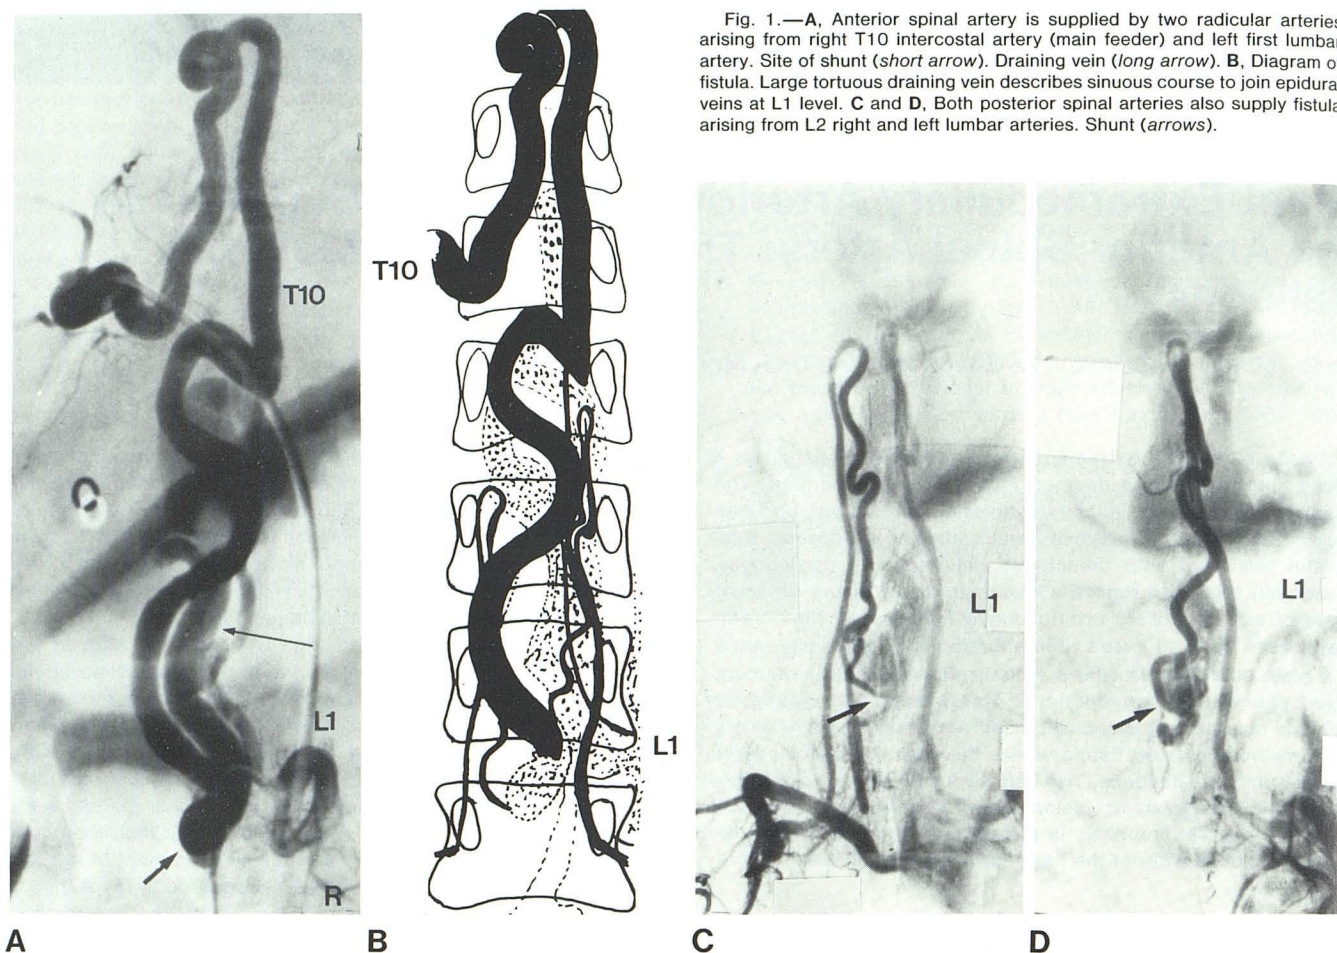 Fig. 1.—A, Anterior spinal artery is supplied by two radicular arteries
arising from right T10 intercostal artery (main feeder) and left first lumbar
artery. Site of shunt (short arrow). Draining vein (long arrow). B, Diagram o
fistula. Large tortuous draining vein describes sinuous course to join epidura
veins at L1 level. C and D, Both posterior spinal arteries also supply fistula
arising from L2 right and left lumbar arteries. Shunt (arrows).
T10
L1
R
A
T10
L1
B
L1
C
L1
D